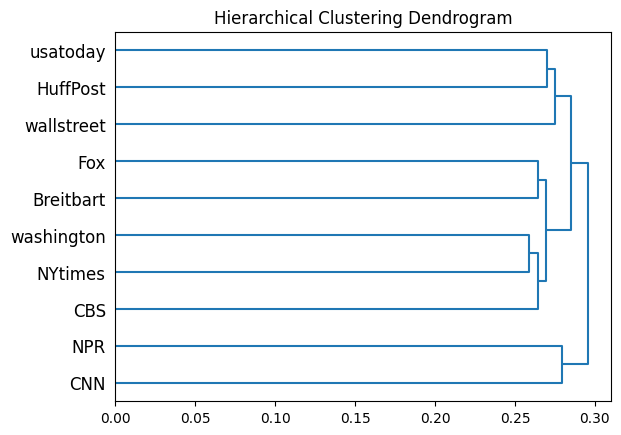 Hierarchical Clustering Dendrogram
usatoday
HuffPost
wallstreet
Fox
Breitbart
washington
NYtimes
CBS
NPR
CNN
0.00 0.05 0.10 0.15 0.20 0.25 0.30